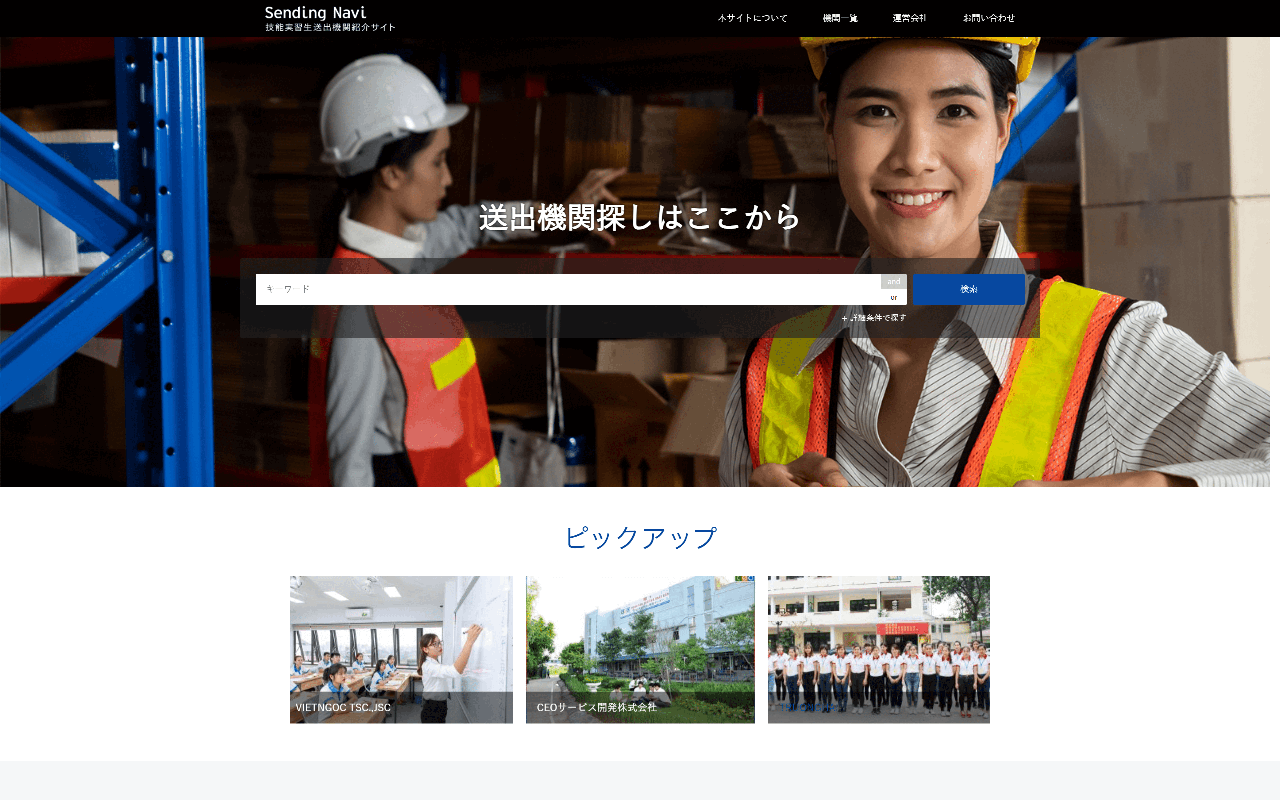 Sending Navi
技能実習生送出機関紹介サイト
本サイトについて
機関一覧
運営会社
お問い合わせ
送出機関探しはここから
キーワード
and
or
検索
+ 詳細条件で探す
ピックアップ
VIETNGOC TSC.,JSC
CEOサービス開発株式会社